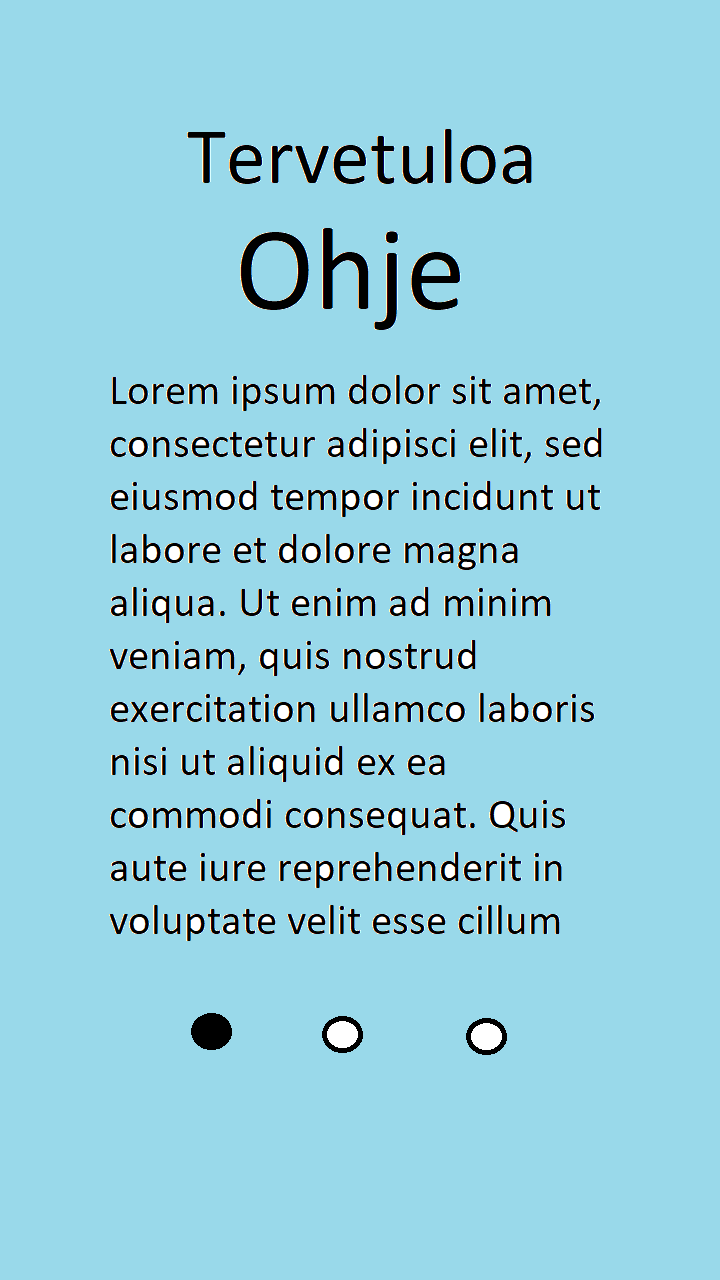 Tervetuloa
Ohje
Lorem ipsum dolor sit amet,
consectetur adipisci elit, sed
eiusmod tempor incidunt ut
labore et dolore magna
aliqua. Ut enim ad minim
veniam, quis nostrud
exercitation ullamco laboris
nisi ut aliquid ex ea
commodi consequat. Quis
aute iure reprehenderit in
voluptate velit esse cillum